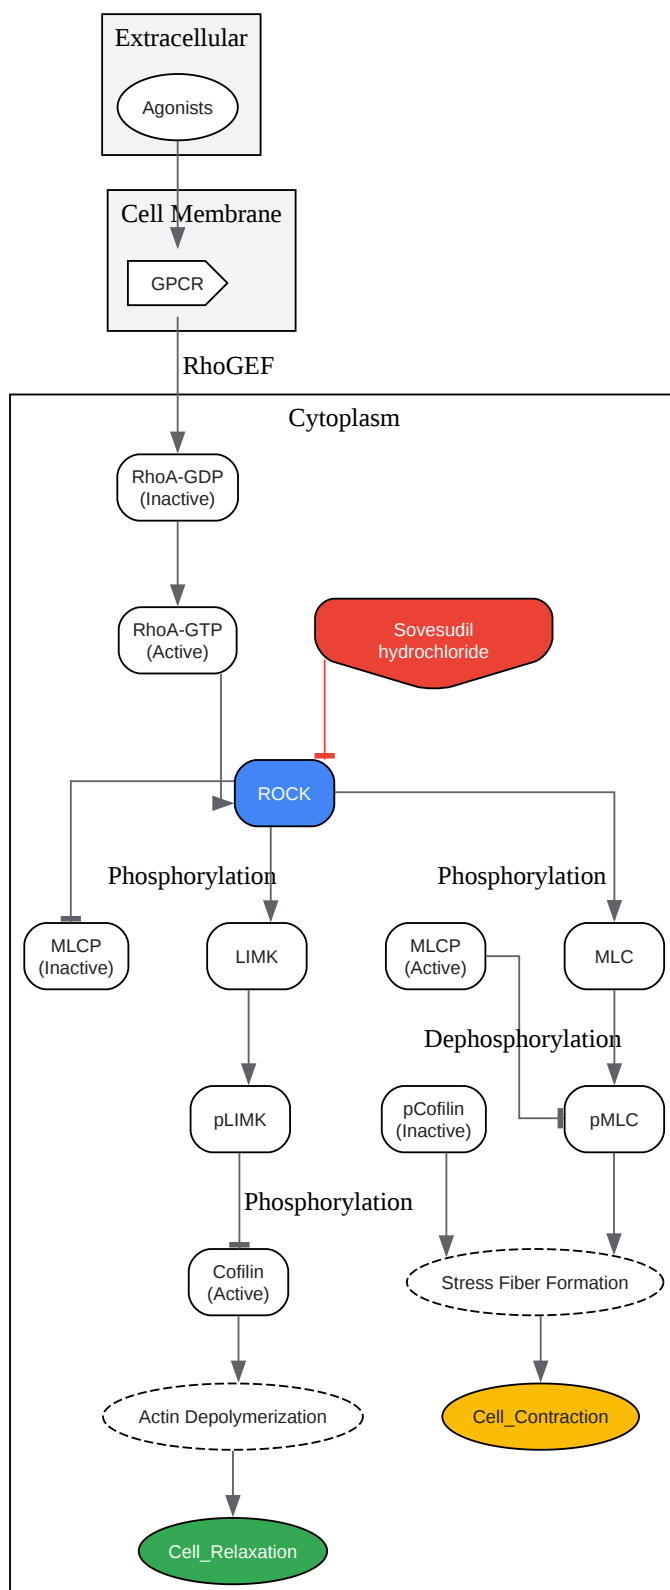 Extracellular
Agonists
Cell Membrane
GPCR
RhoGEF
Cytoplasm
RhoA-GDP
(Inactive)
RhoA-GTP
(Active)
Sovesudil
hydrochloride
ROCK
Phosphorylation
Phosphorylation
MLCP
(Inactive)
LIMK
MLCP
(Active)
MLC
Dephosphorylation
pLIMK
pCofilin
(Inactive)
pMLC
Phosphorylation
Cofilin
(Active)
Stress Fiber Formation
Actin Depolymerization
Cell_Contraction
Cell_Relaxation